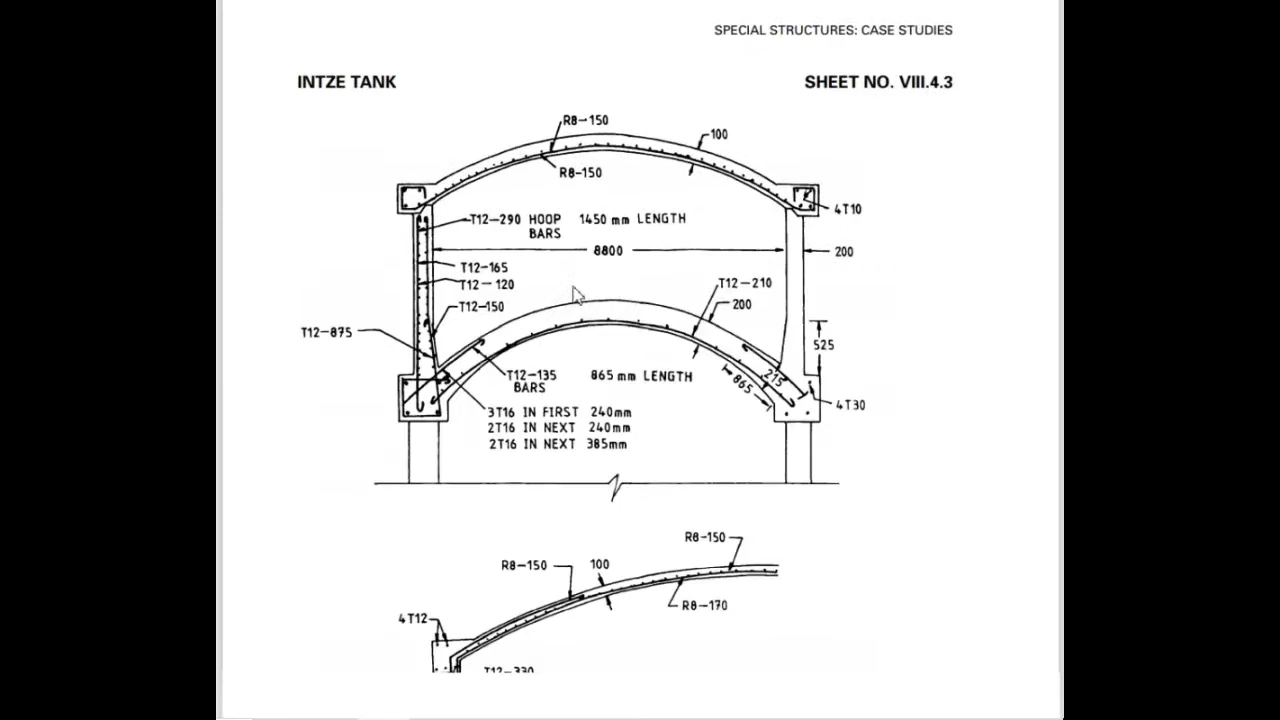 SPECIAL STRUCTURES: CASE STUDIES
INTZE TANK
SHEET NO. VIII.4.3
R8-150
100
R8-150
4T10
T12-290 HOOP 1450 mm LENGTH
BARS
8800
200
T12-165
T12-120
T12-210
T12-150
200
T12-875
525
T12-135 865 mm LENGTH
BARS
215
865
4T30
3T16 IN FIRST 240mm
2T16 IN NEXT 240mm
2T16 IN NEXT 385mm
R8-150
R8-150
100
R8-170
4T12
T12-330